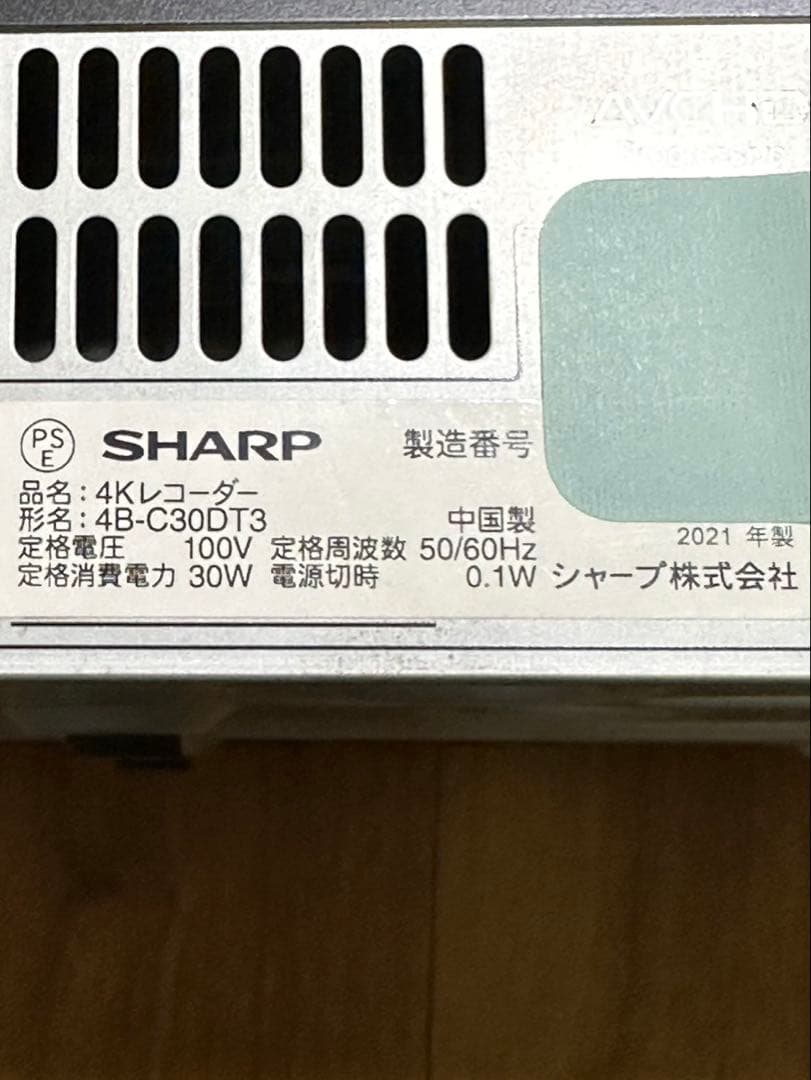 PS
E
SHARP 製造番号
品名：4Kレコーダー
形名：4B-C30DT3 中国製
定格電圧 100V 定格周波数 50/60Hz
2021 年製
定格消費電力 30W 電源切時 0.1W シャープ株式会社